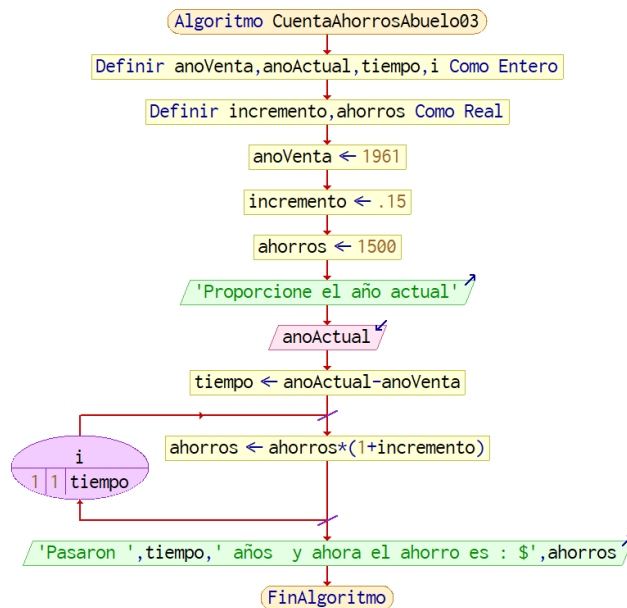 Algoritmo CuentaAhorrosAbuelo03
Definir anoVenta,anoActual,tiempo,i Como Entero
Definir incremento,ahorros Como Real
anoVenta ← 1961
incremento ← .15
ahorros ← 1500
'Proporcione el año actual'
anoActual
tiempo ← anoActual-anoVenta
ahorros ← ahorros*(1+incremento)
i
1 1 tiempo
'Pasaron ',tiempo,' años  y ahora el ahorro es : $',ahorros
FinAlgoritmo